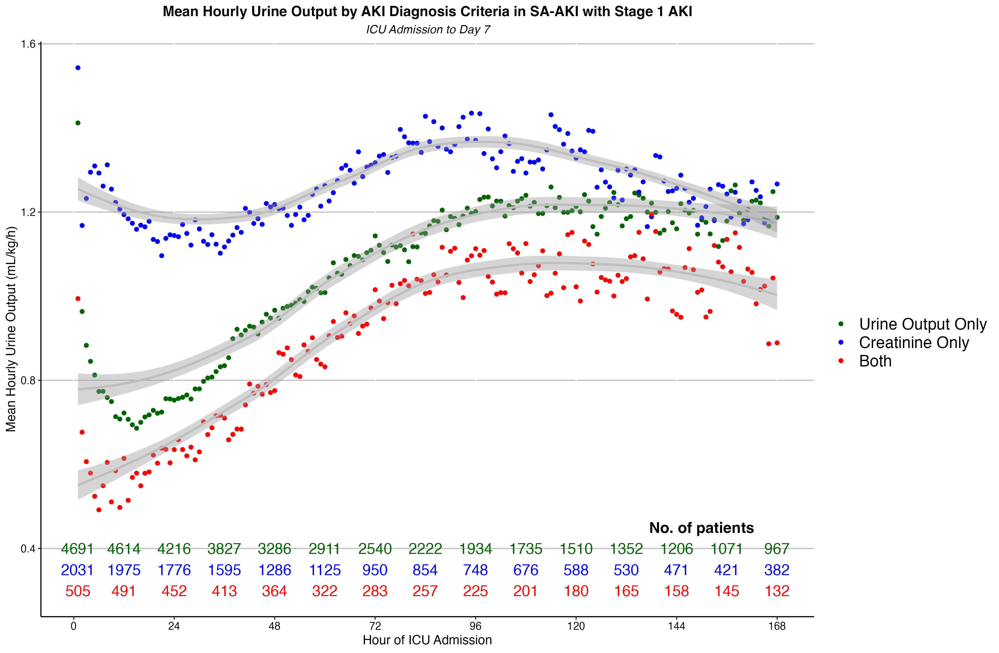 Mean Hourly Urine Output by AKI Diagnosis Criteria in SA-AKI with Stage 1 AKI
ICU Admission to Day 7
Mean Hourly Urine Output (mL/kg/h)
1.6
1.2
0.8
0.4
Urine Output Only
Creatinine Only
Both
No. of patients
4691 4614 4216 3827 3286 2911 2540 2222 1934 1735 1510 1352 1206 1071 967
2031 1975 1776 1595 1286 1125 950 854 748 676 588 530 471 421 382
505 491 452 413 364 322 283 257 225 201 180 165 158 145 132
0 24 48 72 96 120 144 168
Hour of ICU Admission